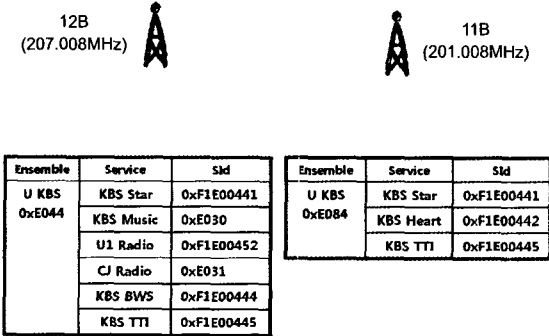 12B
(207.008MHz)
11B
(201.008MHz)
Ensemble Service SId
U KBS
0xE044
KBS Star 0xF1E00441
KBS Music 0xE030
U1 Radio 0xF1E00452
CJ Radio 0xE031
KBS BWS 0xF1E00444
KBS TTI 0xF1E00445
Ensemble Service SId
U KBS
0xE084
KBS Star 0xF1E00441
KBS Heart 0xF1E00442
KBS TTI 0xF1E00445